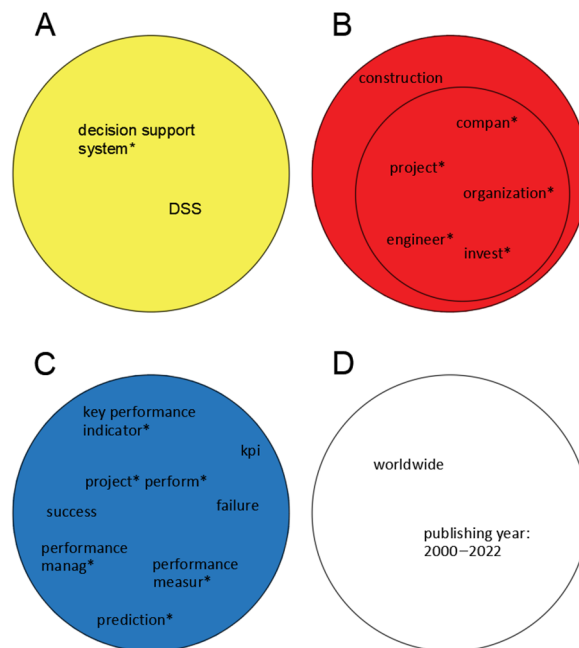 A
decision support
system*
DSS
B
construction
compan*
project*
organization*
engineer*
invest*
C
key performance
indicator*
kpi
project* perform*
success
failure
performance
manag*
performance
measur*
prediction*
D
worldwide
publishing year:
2000–2022